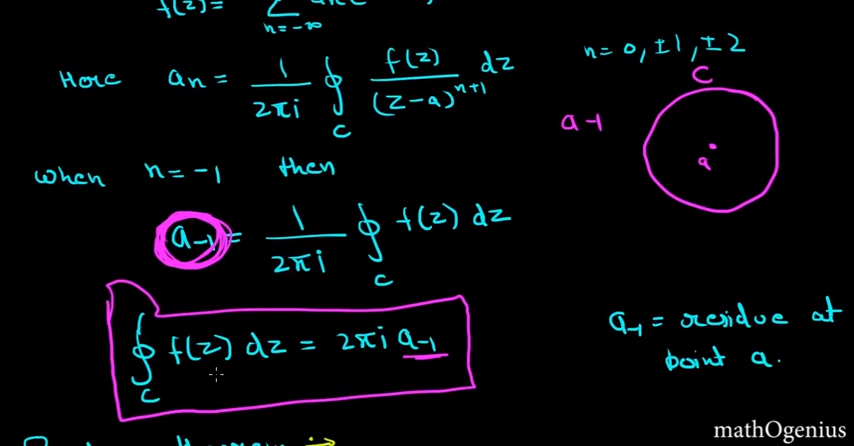 f(z) = ∑
n=-∞
n = 0, ±1, ±2
Here aₙ = 1/2πi ∮_C f(z)/(z-a)^(n+1) dz
C
a-1
a
When n = -1 then
a₋₁ = 1/2πi ∮_C f(z) dz
∮_C f(z) dz = 2πi a₋₁
a₋₁ = residue at
point a.
mathOgenius